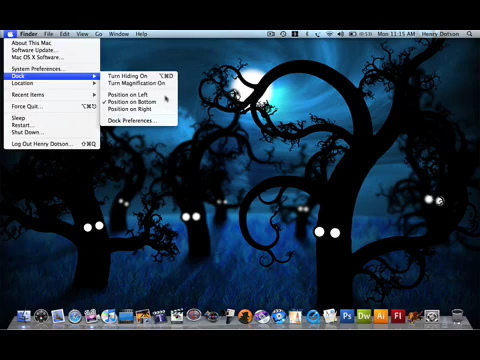 Finder File Edit View Go Window Help (0:53) Mon 11:15 AM Henry Dotson
About This Mac
Software Update...
Mac OS X Software...
System Preferences...
Dock
Location
Recent Items
Force Quit...
Sleep
Restart...
Shut Down...
Log Out Henry Dotson... ⇧⌘Q
Turn Hiding On ⌥⌘D
Turn Magnification On
Position on Left
✓ Position on Bottom
Position on Right
Dock Preferences...
Ps Dw Ai Fl